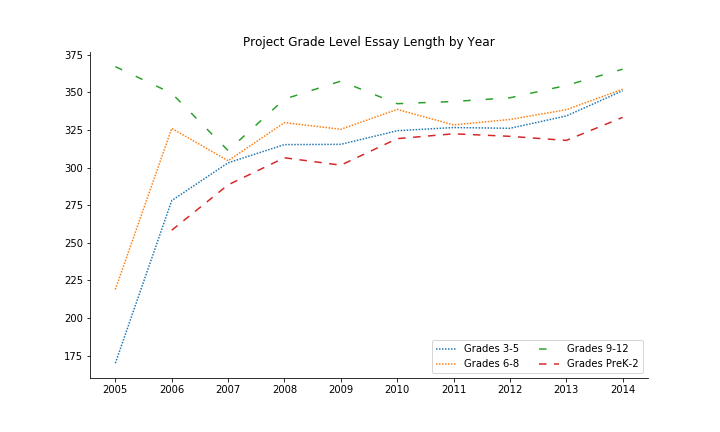 Project Grade Level Essay Length by Year
375
350
325
300
275
250
225
200
175
2005 2006 2007 2008 2009 2010 2011 2012 2013 2014
Grades 3-5 Grades 9-12
Grades 6-8 Grades PreK-2